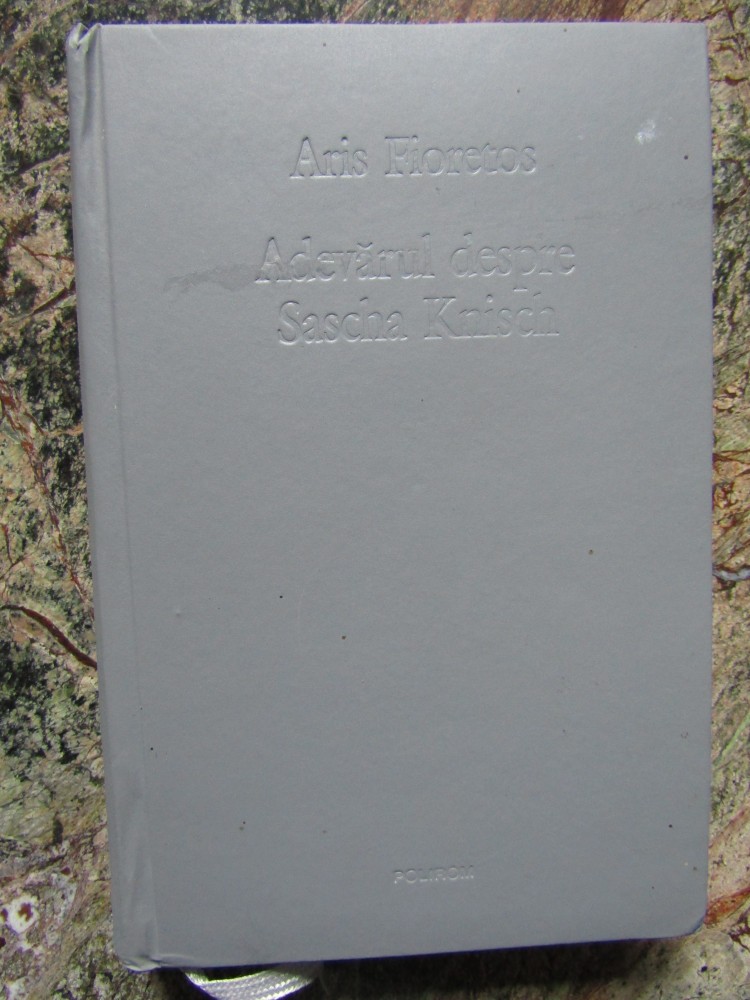 Aris Fioretos
Adevărul despre
Sascha Knisch
POLIROM